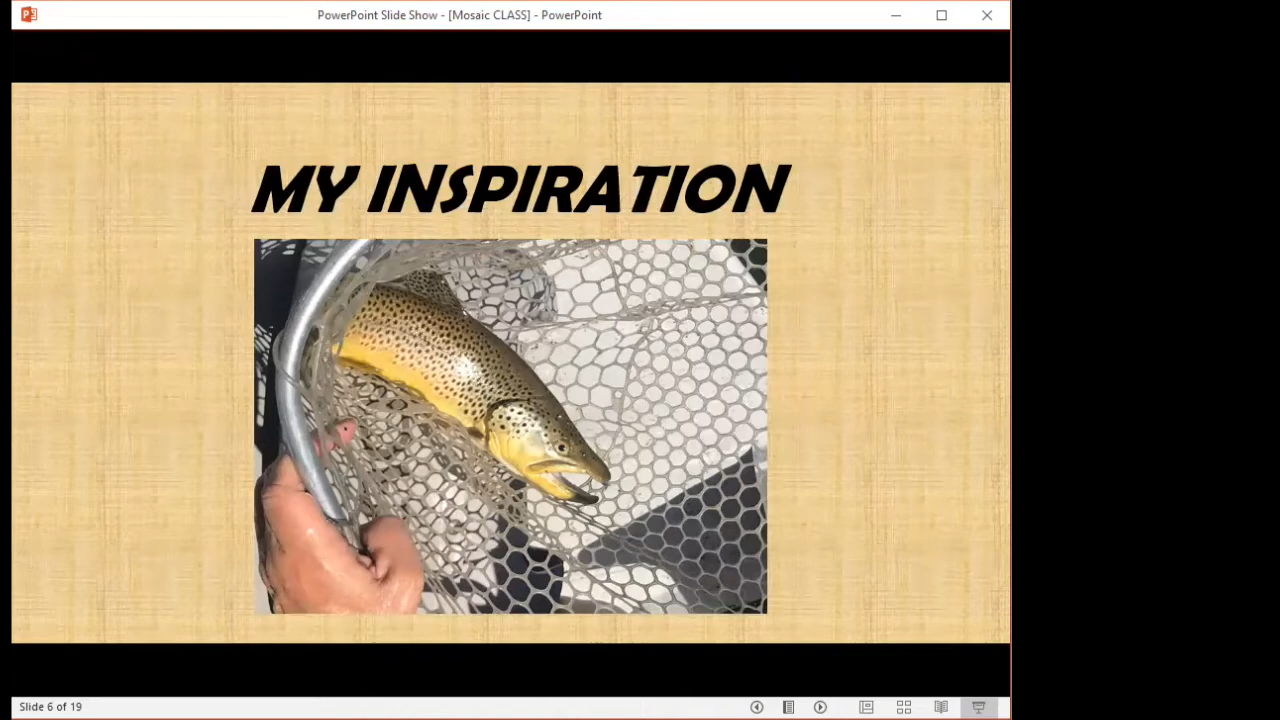 PowerPoint Slide Show - [Mosaic CLASS] - PowerPoint
MY INSPIRATION
Slide 6 of 19